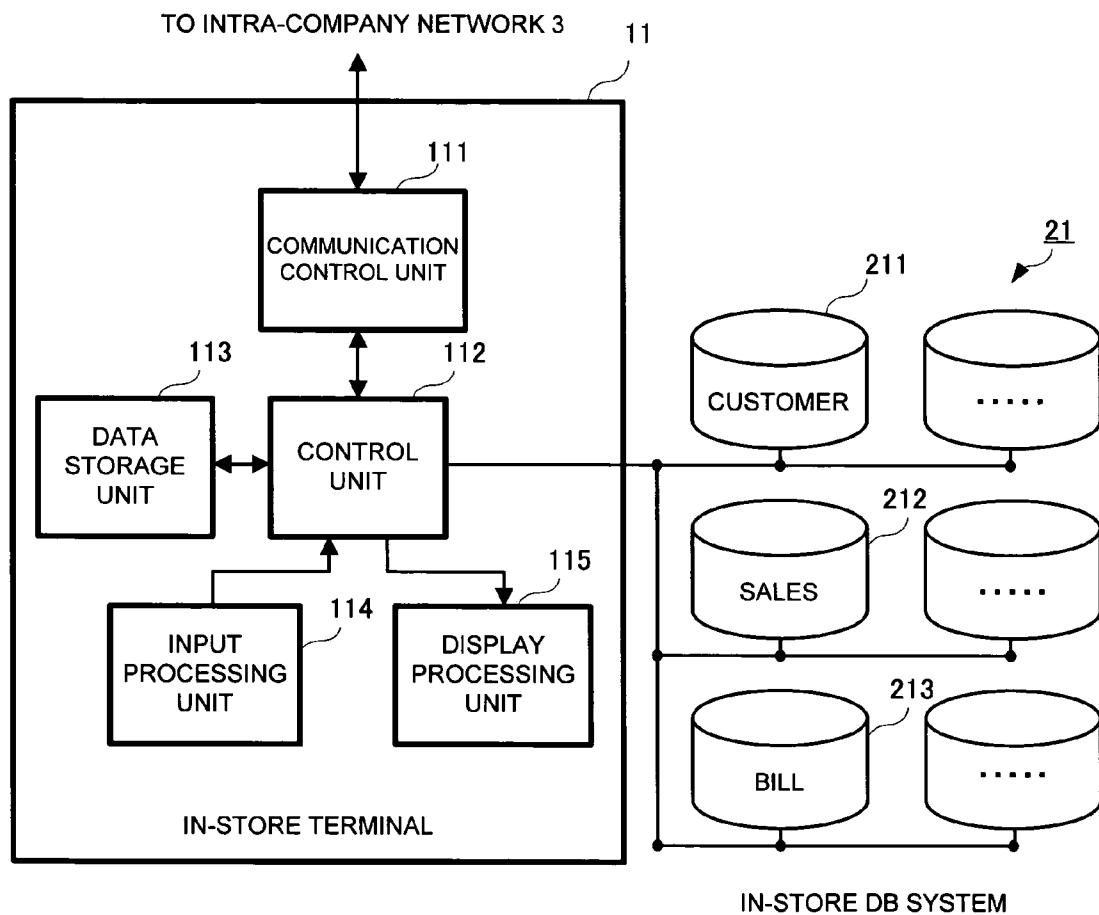 TO INTRA-COMPANY NETWORK 3
11
111
COMMUNICATION
CONTROL UNIT
21
211
CUSTOMER
.....
113
112
DATA
STORAGE
UNIT
CONTROL
UNIT
212
SALES
.....
114
115
INPUT
PROCESSING
UNIT
DISPLAY
PROCESSING
UNIT
213
BILL
.....
IN-STORE TERMINAL
IN-STORE DB SYSTEM